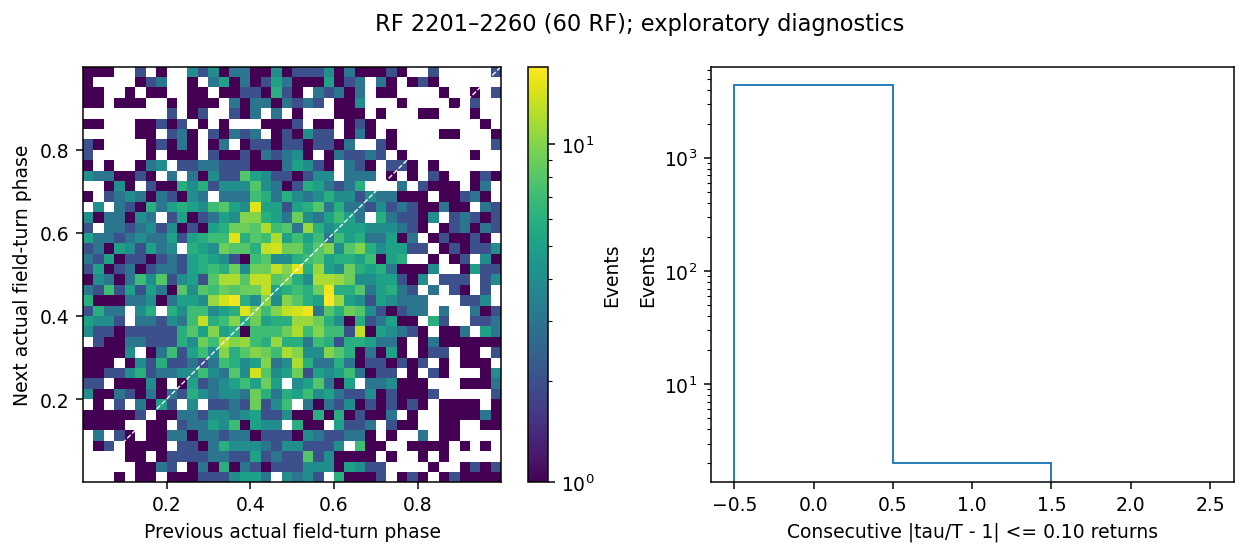 RF 2201–2260 (60 RF); exploratory diagnostics
Next actual field-turn phase
0.8
0.6
0.4
0.2
0.2 0.4 0.6 0.8
Previous actual field-turn phase
10¹
10⁰
Events
Events
10³
10²
10¹
−0.5 0.0 0.5 1.0 1.5 2.0 2.5
Consecutive |tau/T - 1| <= 0.10 returns